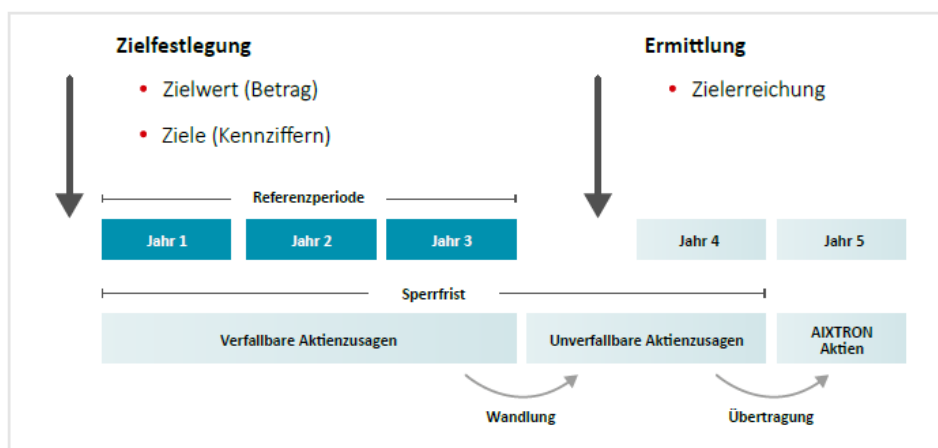 Zielfestlegung
• Zielwert (Betrag)
• Ziele (Kennziffern)
Ermittlung
• Zielerreichung
Referenzperiode
Jahr 1
Jahr 2
Jahr 3
Jahr 4
Jahr 5
Sperrfrist
Verfallbare Aktienzusagen
Unverfallbare Aktienzusagen
AIXTRON
Aktien
Wandlung
Übertragung